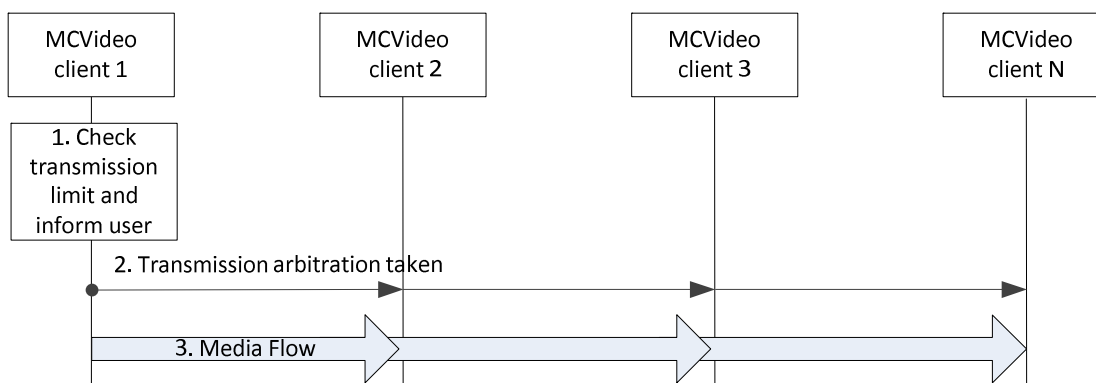 MCVideo
client 1
MCVideo
client 2
MCVideo
client 3
MCVideo
client N
1. Check
transmission
limit and
inform user
2. Transmission arbitration taken
3. Media Flow